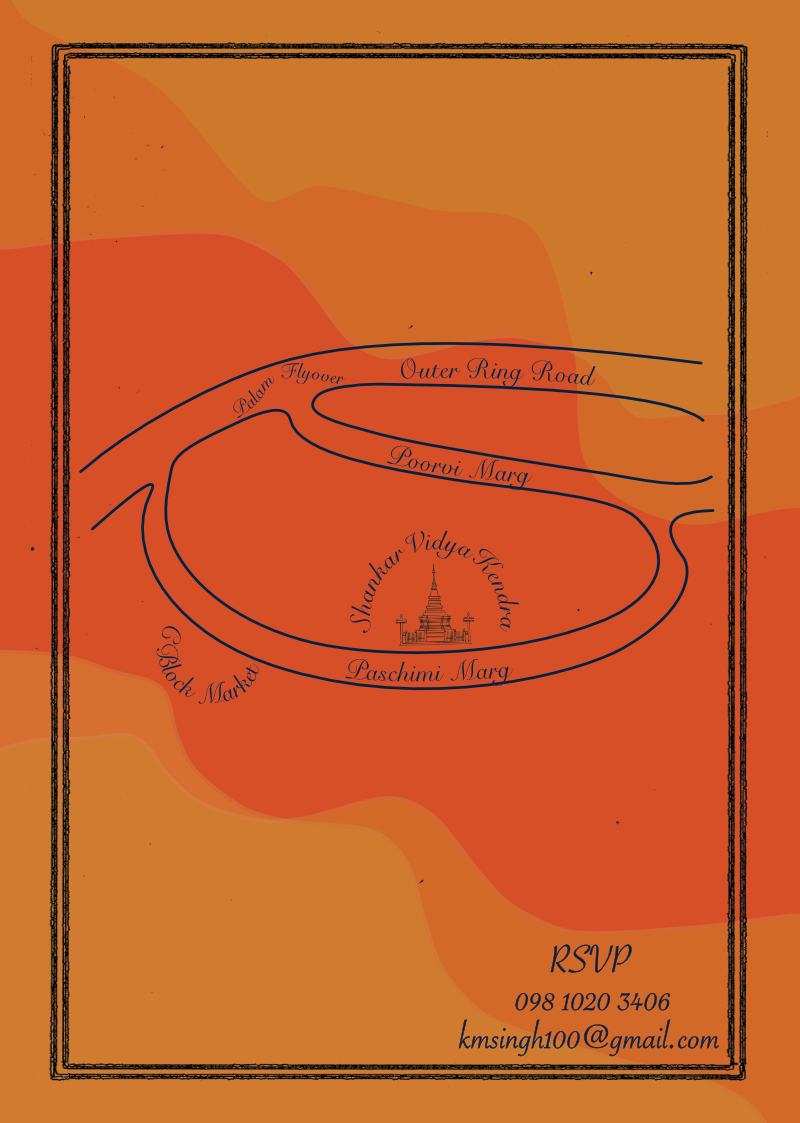 Palam Flyover
Outer Ring Road
Poorvi Marg
Shankar Vidya Kendra
C Block Market
Paschimi Marg
RSVP
098 1020 3406
kmsingh100@gmail.com